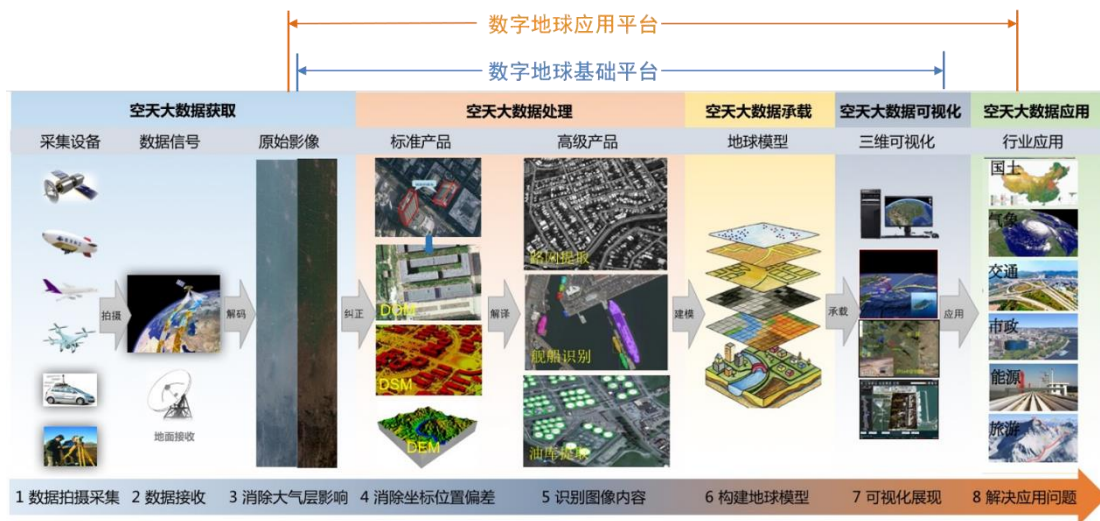 数字地球应用平台
数字地球基础平台
空天大数据获取
空天大数据处理
空天大数据承载
空天大数据可视化
空天大数据应用
采集设备
数据信号
原始影像
标准产品
高级产品
地球模型
三维可视化
行业应用
拍摄
解码
纠正
解译
建模
承载
应用
地面接收
DOM
DSM
DEM
路网提取
舰船识别
油库提取
国土
气象
交通
市政
能源
旅游
1 数据拍摄采集
2 数据接收
3 消除大气层影响
4 消除坐标位置偏差
5 识别图像内容
6 构建地球模型
7 可视化展现
8 解决应用问题